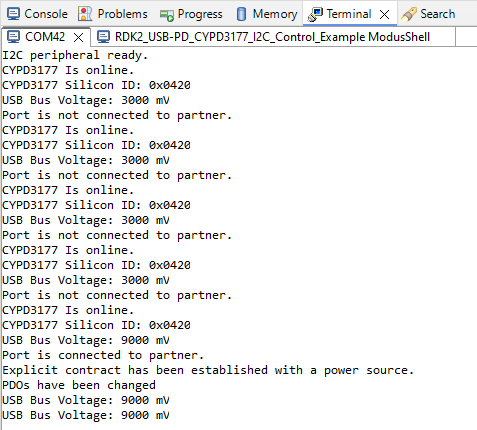 Console Problems Progress Memory Terminal Search
COM42 RDK2_USB-PD_CYPD3177_I2C_Control_Example ModusShell
I2C peripheral ready.
CYPD3177 Is online.
CYPD3177 Silicon ID: 0x0420
USB Bus Voltage: 3000 mV
Port is not connected to partner.
CYPD3177 Is online.
CYPD3177 Silicon ID: 0x0420
USB Bus Voltage: 3000 mV
Port is not connected to partner.
CYPD3177 Is online.
CYPD3177 Silicon ID: 0x0420
USB Bus Voltage: 3000 mV
Port is not connected to partner.
CYPD3177 Is online.
CYPD3177 Silicon ID: 0x0420
USB Bus Voltage: 3000 mV
Port is not connected to partner.
CYPD3177 Is online.
CYPD3177 Silicon ID: 0x0420
USB Bus Voltage: 9000 mV
Port is connected to partner.
Explicit contract has been established with a power source.
PDOs have been changed
USB Bus Voltage: 9000 mV
USB Bus Voltage: 9000 mV